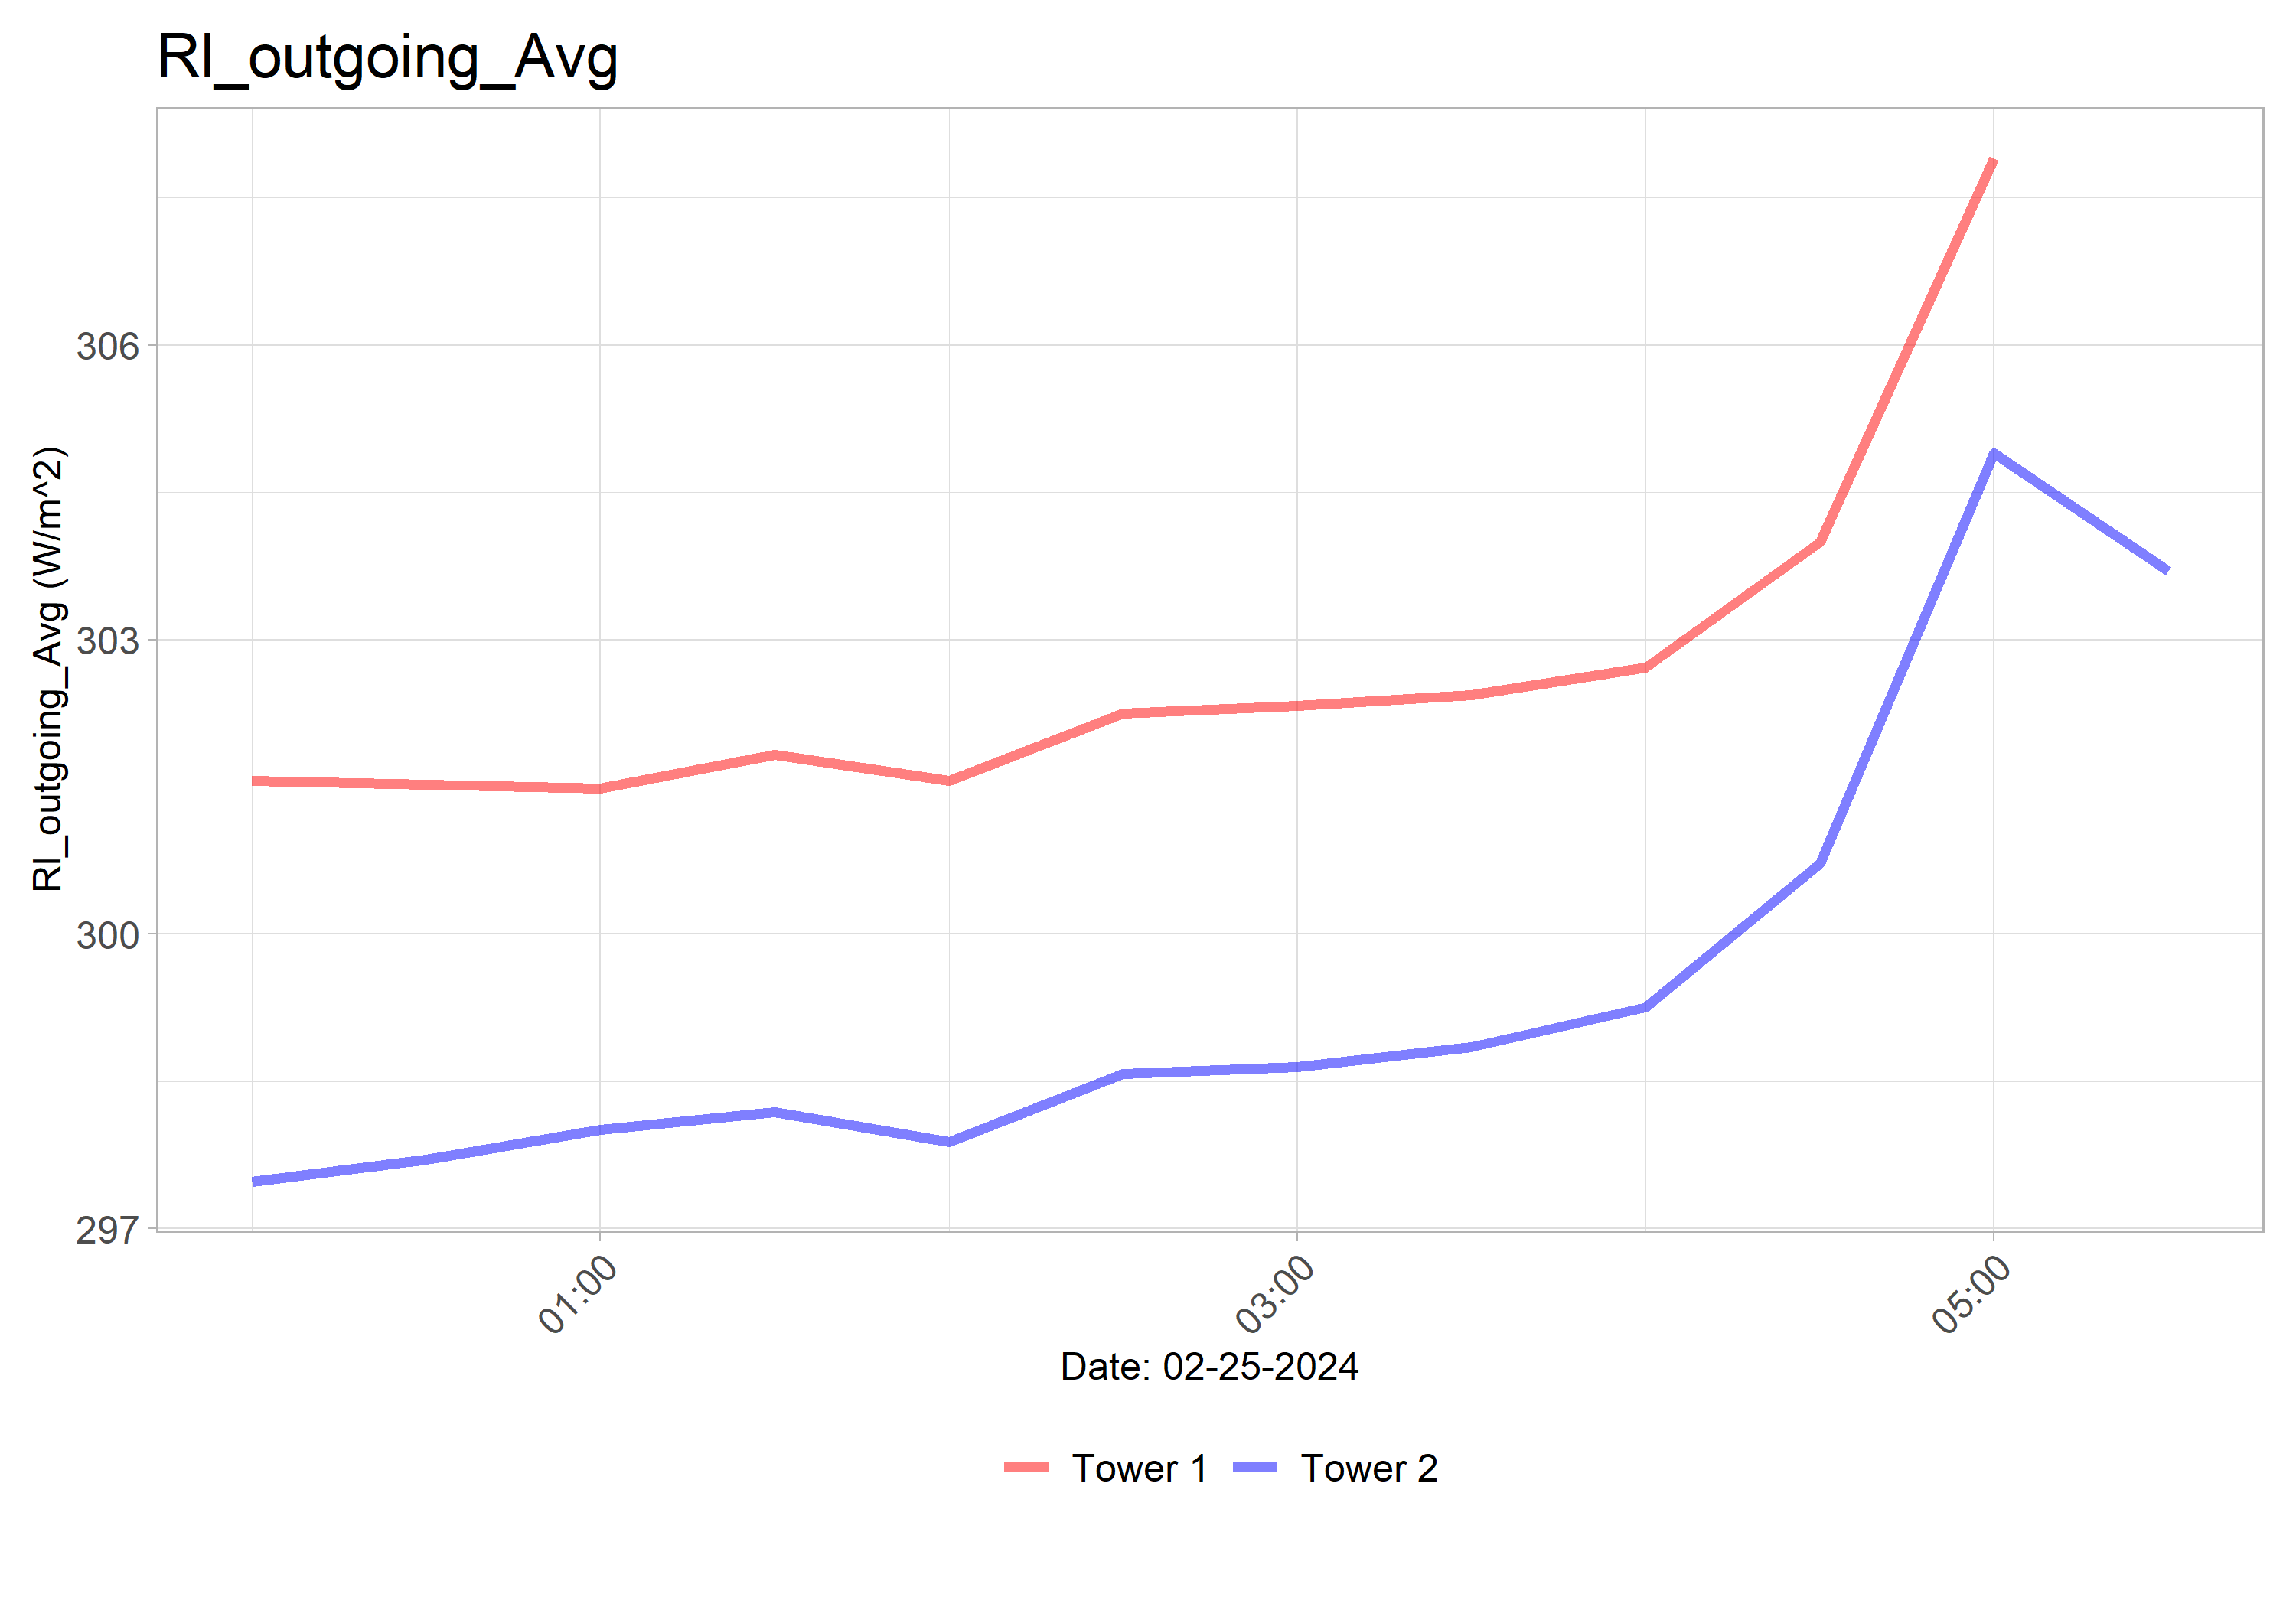 Rl_outgoing_Avg
Rl_outgoing_Avg (W/m^2)
306
303
300
297
01:00
03:00
05:00
Date: 02-25-2024
Tower 1
Tower 2